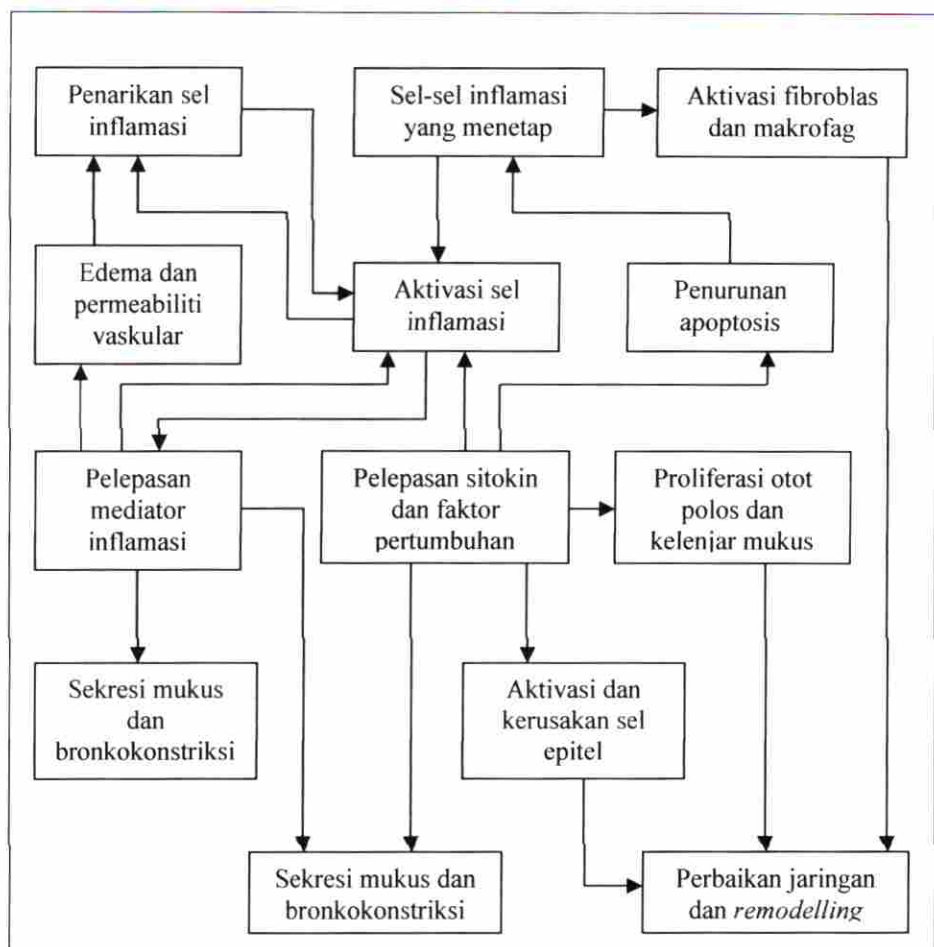 Penarikan sel
inflamasi
Sel-sel inflamasi
yang menetap
Aktivasi fibroblas
dan makrofag
Edema dan
permeabiliti
vaskular
Aktivasi sel
inflamasi
Penurunan
apoptosis
Pelepasan
mediator
inflamasi
Pelepasan sitokin
dan faktor
pertumbuhan
Proliferasi otot
polos dan
kelenjar mukus
Sekresi mukus
dan
bronkokonstriksi
Aktivasi dan
kerusakan sel
epitel
Sekresi mukus dan
bronkokonstriksi
Perbaikan jaringan
dan remodelling